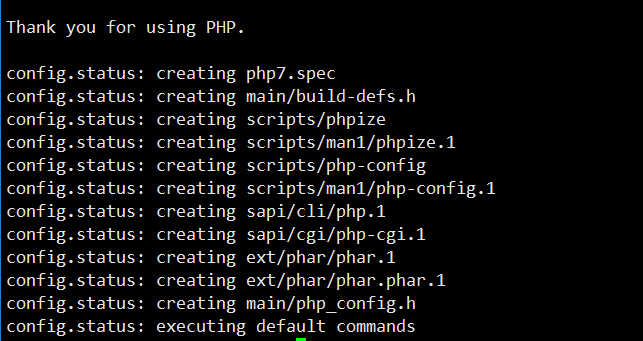 Thank you for using PHP.
config.status: creating php7.spec
config.status: creating main/build-defs.h
config.status: creating scripts/phpize
config.status: creating scripts/man1/phpize.1
config.status: creating scripts/php-config
config.status: creating scripts/man1/php-config.1
config.status: creating sapi/cli/php.1
config.status: creating sapi/cgi/php-cgi.1
config.status: creating ext/phar/phar.1
config.status: creating ext/phar/phar.phar.1
config.status: creating main/php_config.h
config.status: executing default commands